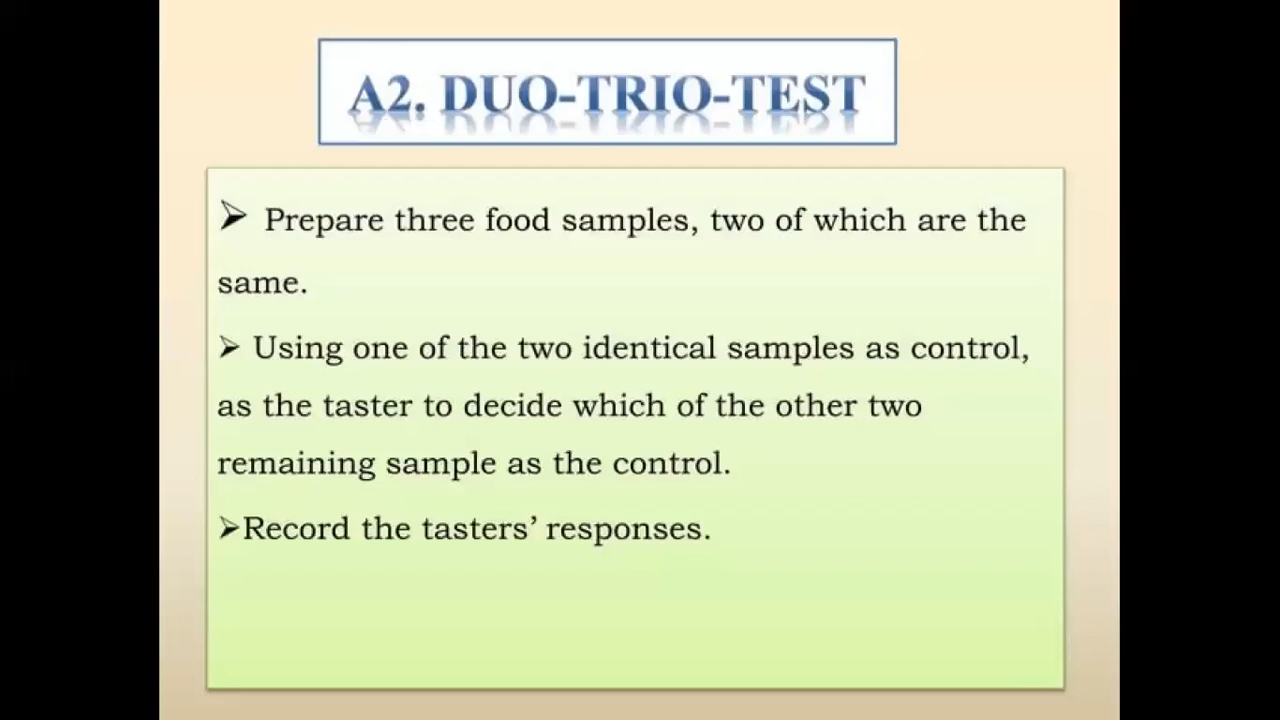 A2. DUO-TRIO-TEST
➢ Prepare three food samples, two of which are the
same.
➢ Using one of the two identical samples as control,
as the taster to decide which of the other two
remaining sample as the control.
➢Record the tasters’ responses.